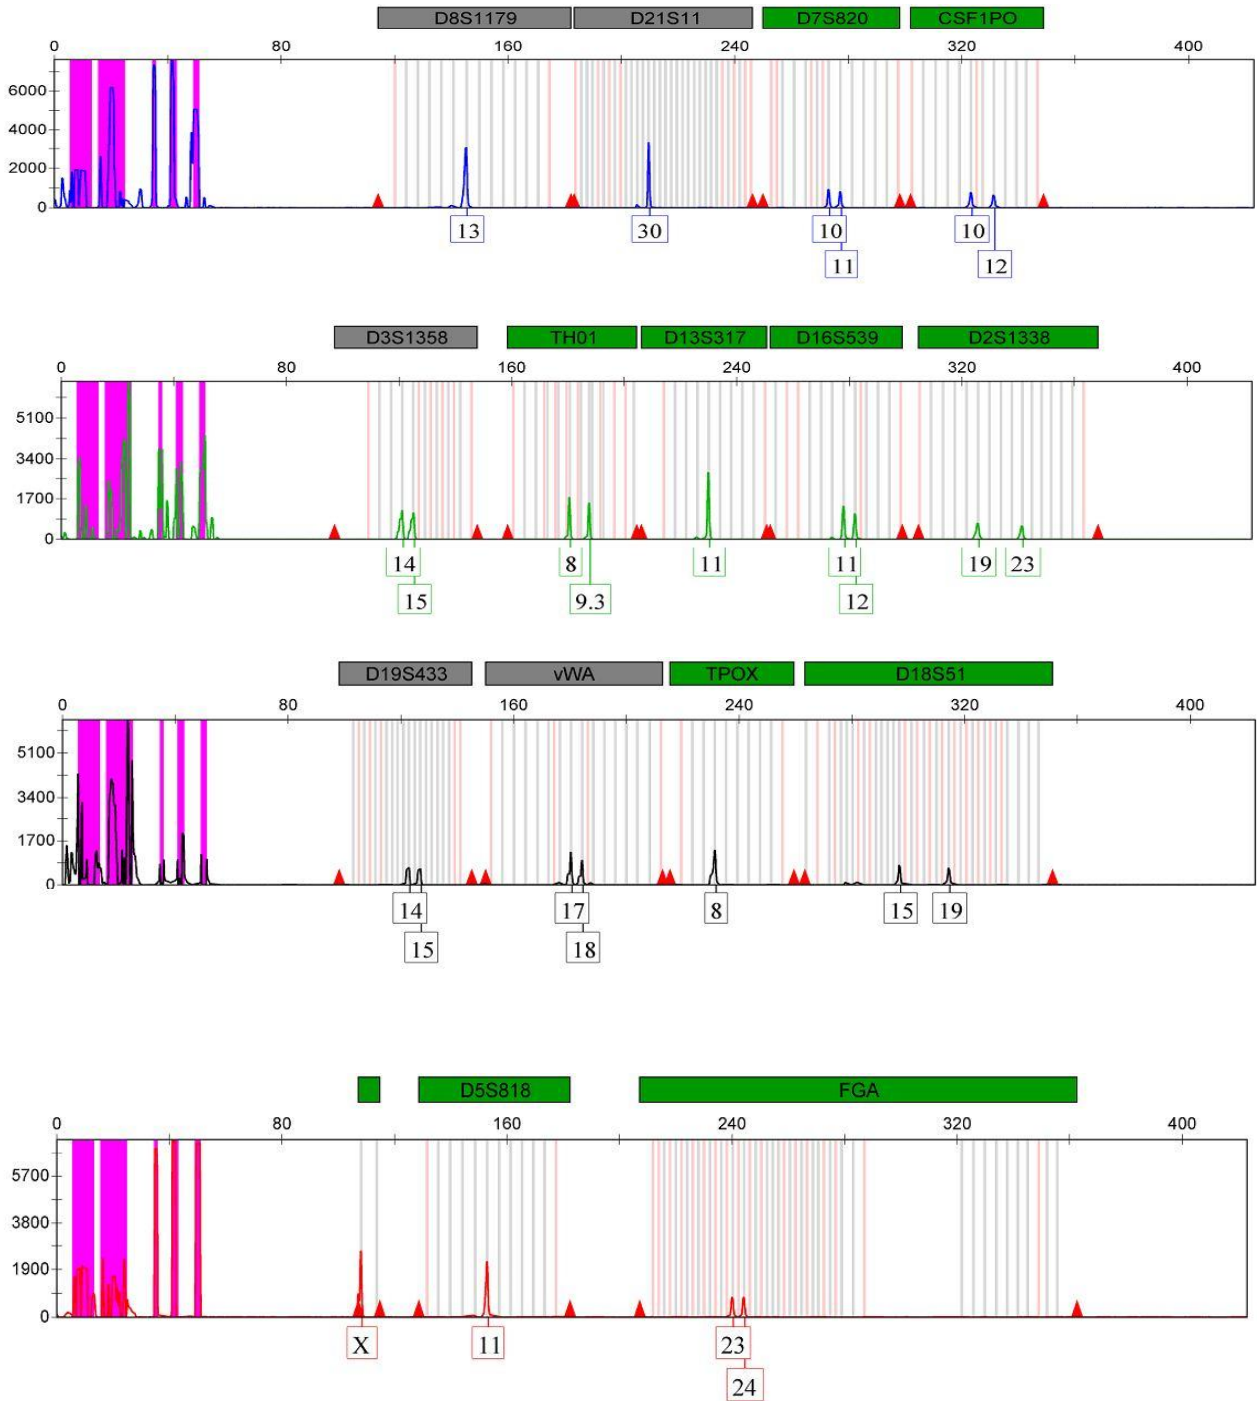 D8S1179 D21S11 D7S820 CSF1PO
0 80 160 240 320 400
6000
4000
2000
0
13 30 10 10
11 12
D3S1358 TH01 D13S317 D16S539 D2S1338
0 80 160 240 320 400
5100
3400
1700
0
14 8 11 11 19 23
15 9.3 12
D19S433 vWA TPOX D18S51
0 80 160 240 320 400
5100
3400
1700
0
14 17 8 15 19
15 18
D5S818 FGA
0 80 160 240 320 400
5700
3800
1900
0
X 11 23
24